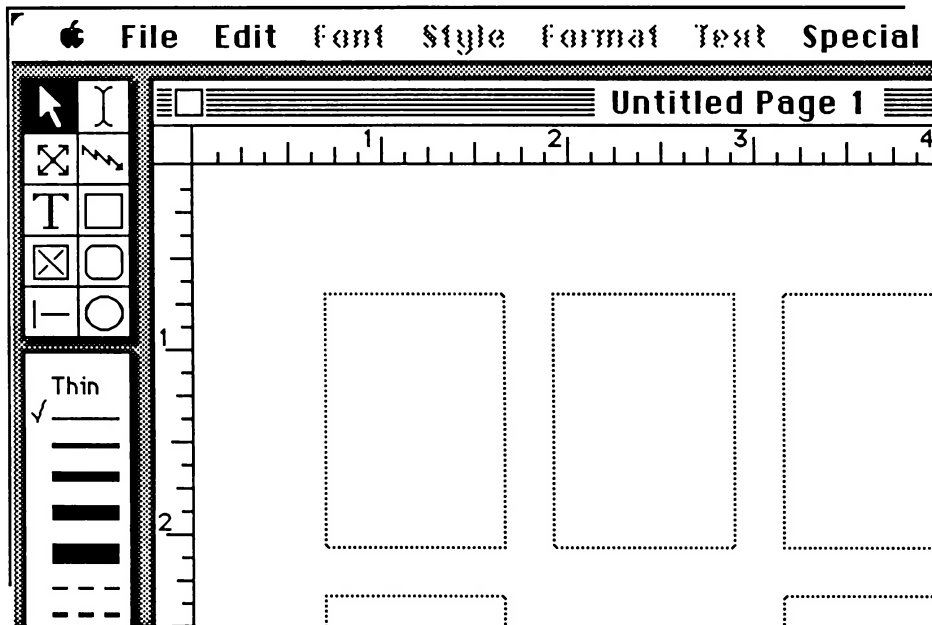 File Edit Font Style Format Text Special
Untitled Page 1
1 2 3 4
1
Thin
2